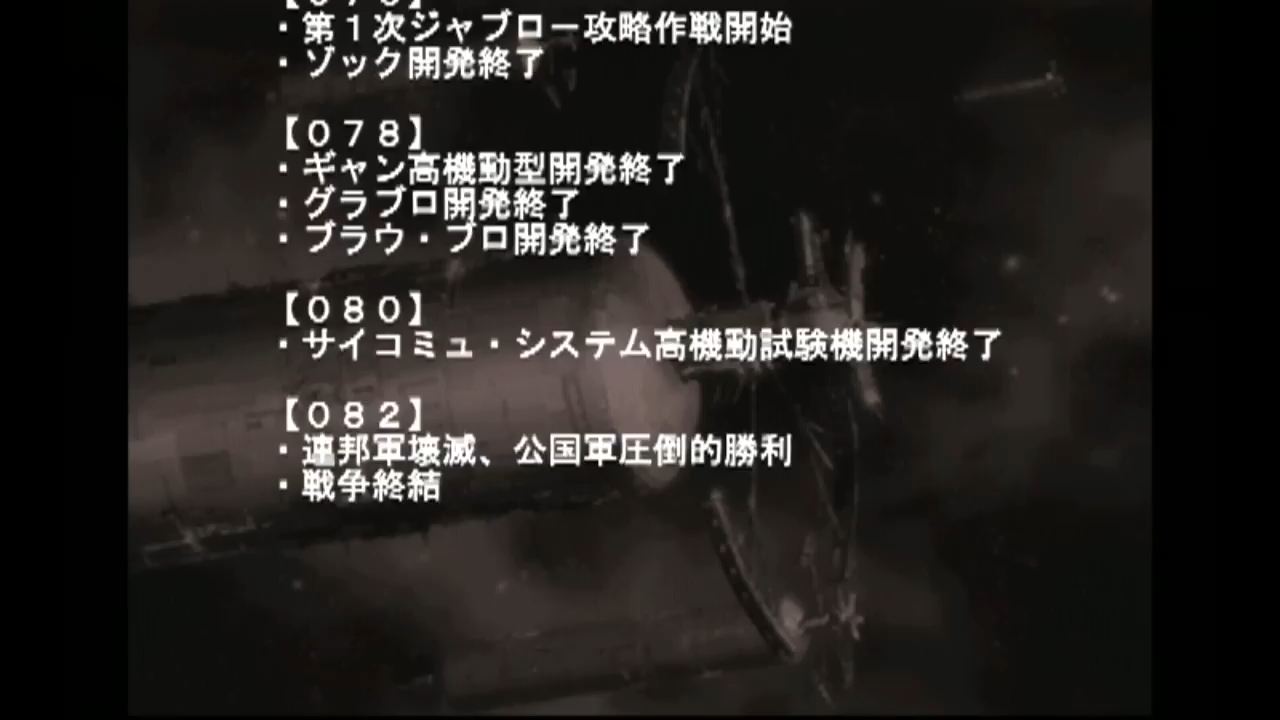 ・第１次ジャブロー攻略作戦開始
・ゾック開発終了
【０７８】
・ギャン高機動型開発終了
・グラブロ開発終了
・ブラウ・ブロ開発終了
【０８０】
・サイコミュ・システム高機動試験機開発終了
【０８２】
・連邦軍壊滅、公国軍圧倒的勝利
・戦争終結